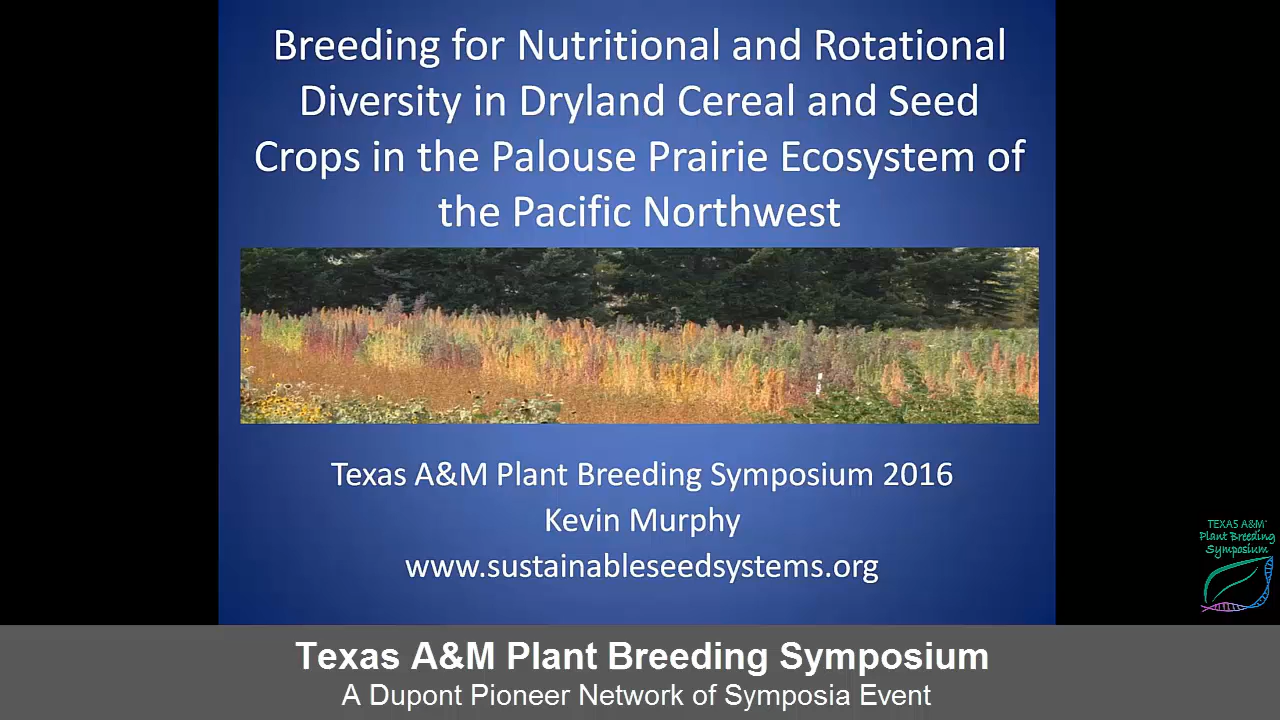 Breeding for Nutritional and Rotational
Diversity in Dryland Cereal and Seed
Crops in the Palouse Prairie Ecosystem of
the Pacific Northwest
Texas A&M Plant Breeding Symposium 2016
Kevin Murphy
www.sustainableseedsystems.org
TEXAS A&M
Plant Breeding
Symposium
Texas A&M Plant Breeding Symposium
A Dupont Pioneer Network of Symposia Event